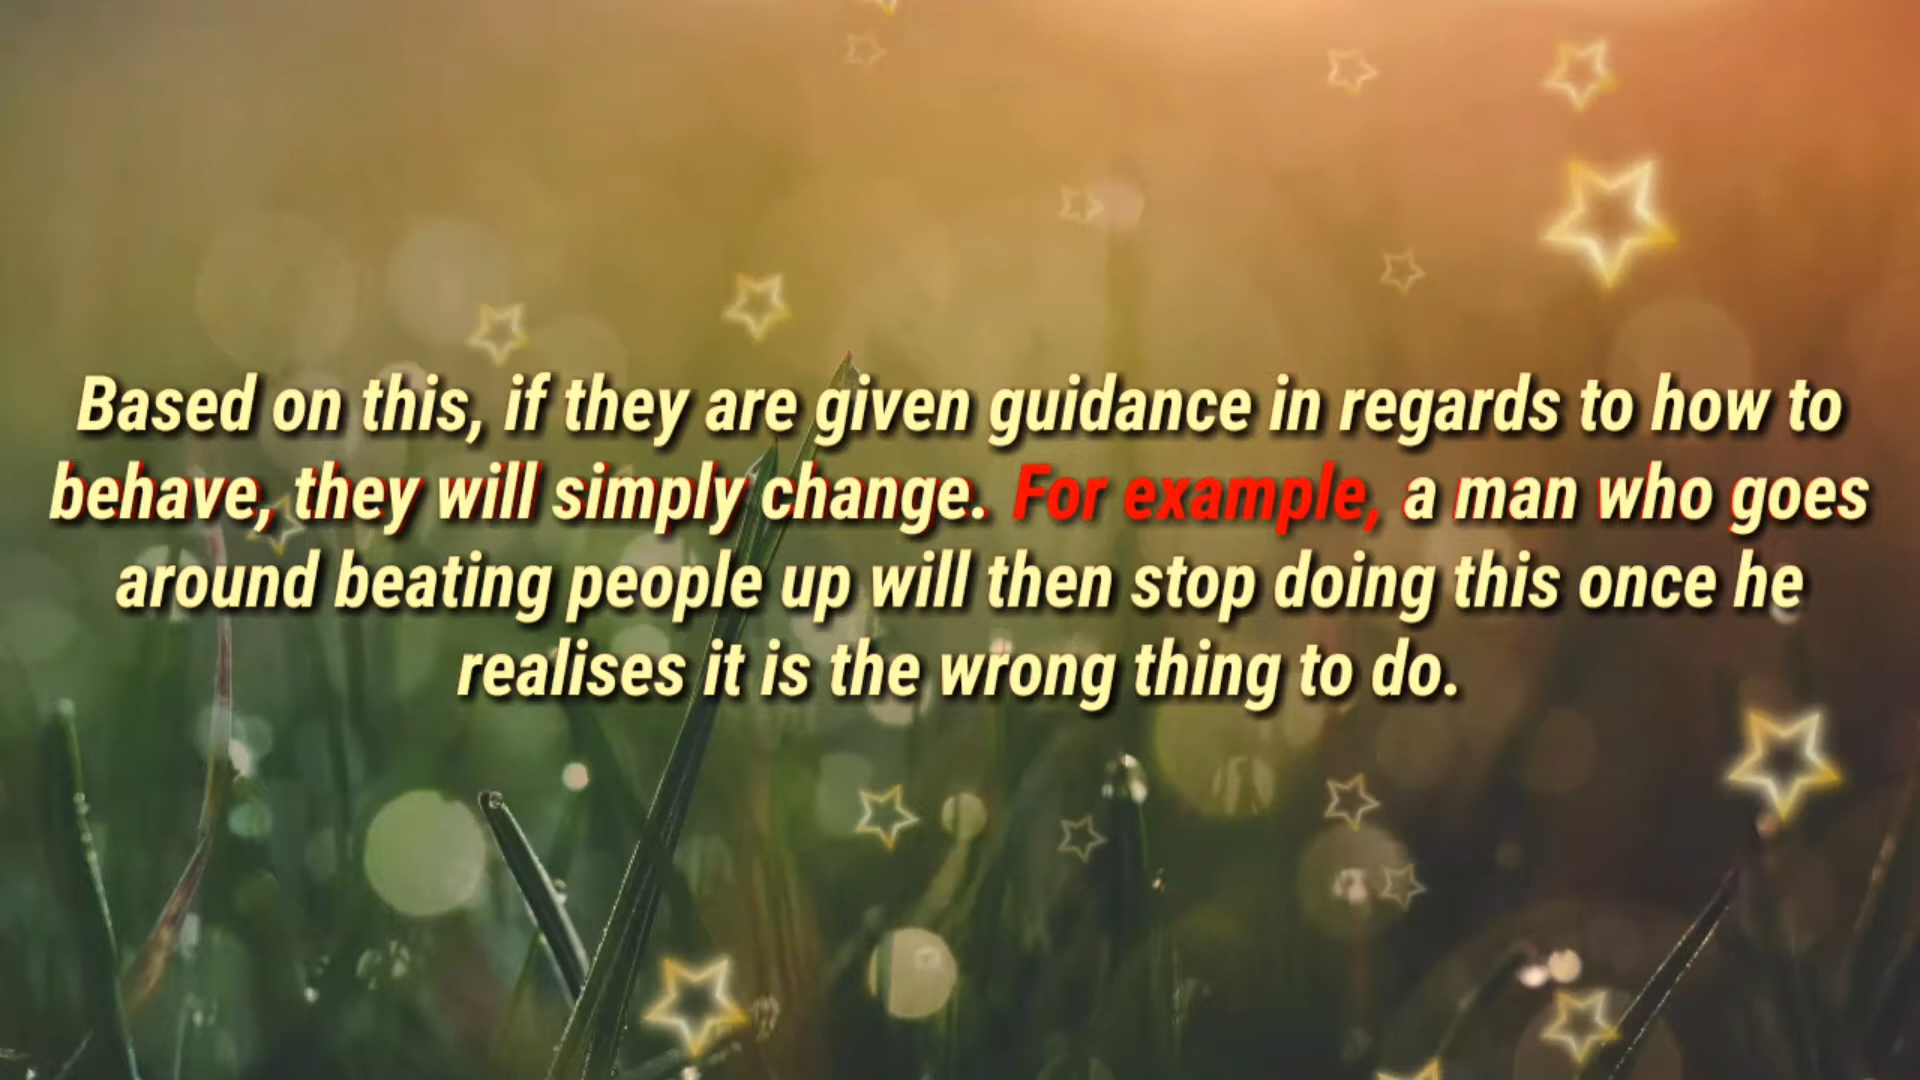 Based on this, if they are given guidance in regards to how to
behave, they will simply change. For example, a man who goes
around beating people up will then stop doing this once he
realises it is the wrong thing to do.